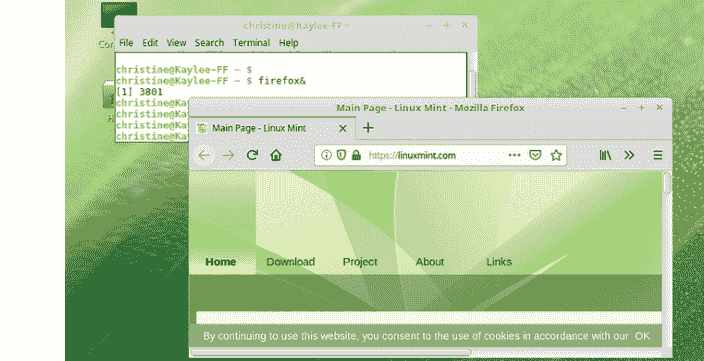 christine@Kaylee-FF:~
File Edit View Search Terminal Help
christine@Kaylee-FF ~ $
christine@Kaylee-FF ~ $ firefox&
[1] 3801
christine@Kaylee-FF
christine@Kay
christine@Kay
christine@Kay
Main Page - Linux Mint - Mozilla Firefox
Main Page - Linux Mint
https://linuxmint.com
Home Download Project About Links
By continuing to use this website, you consent to the use of cookies in accordance with our OK